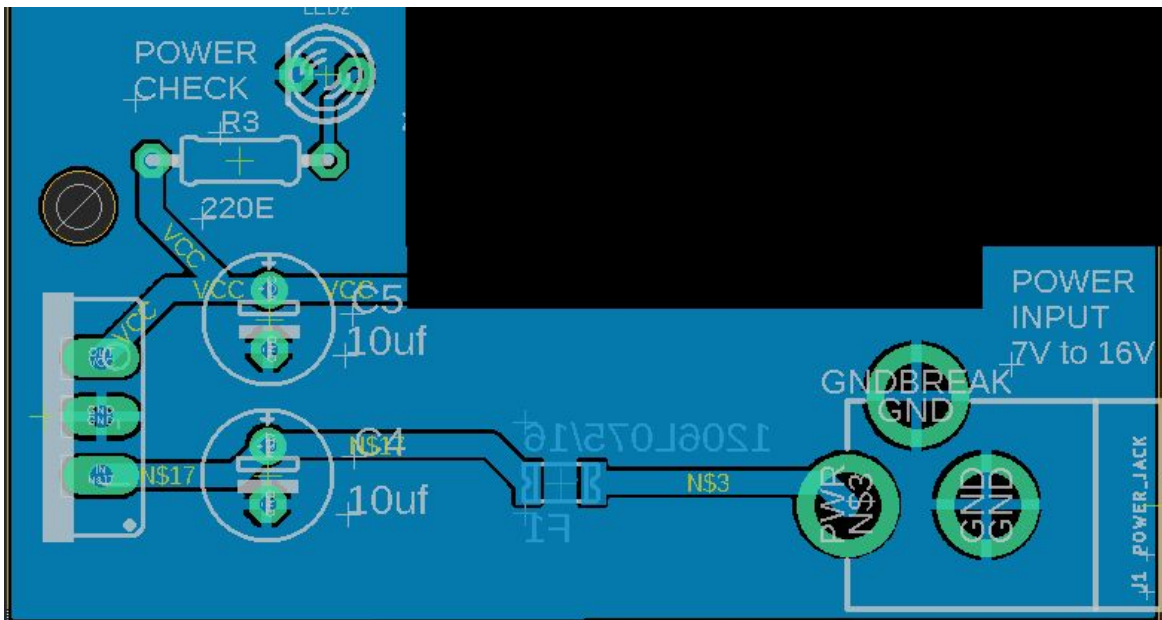 LED2
POWER
CHECK
R3
220E
VCC
VCC
VCC
VCC
C5
10uf
OUT
VCC
GND
GND
IN
N$17
N$17
N$17
C4
10uf
1206L075/16
F1
N$3
POWER
INPUT
7V to 16V
GNDBREAK
GND
PWR
N$3
GND
GND
J1 POWER_JACK